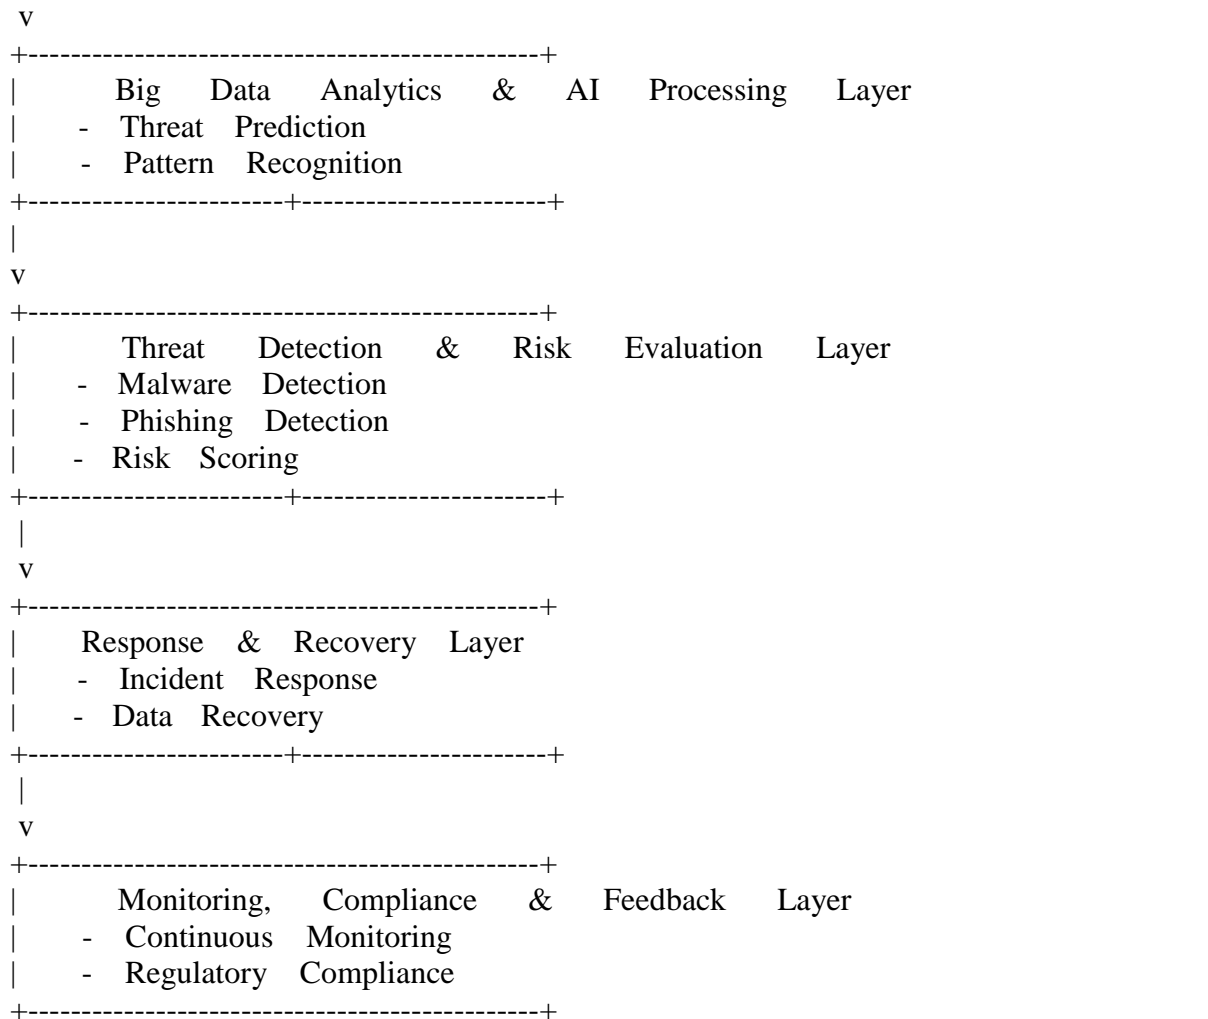 v
+------------------------------------------------+
| Big Data Analytics & AI Processing Layer
| - Threat Prediction
| - Pattern Recognition
+------------------------+-----------------------+
|
v
+------------------------------------------------+
| Threat Detection & Risk Evaluation Layer
| - Malware Detection
| - Phishing Detection
| - Risk Scoring
+------------------------+-----------------------+
|
v
+------------------------------------------------+
| Response & Recovery Layer
| - Incident Response
| - Data Recovery
+------------------------+-----------------------+
|
v
+------------------------------------------------+
| Monitoring, Compliance & Feedback Layer
| - Continuous Monitoring
| - Regulatory Compliance
+------------------------------------------------+